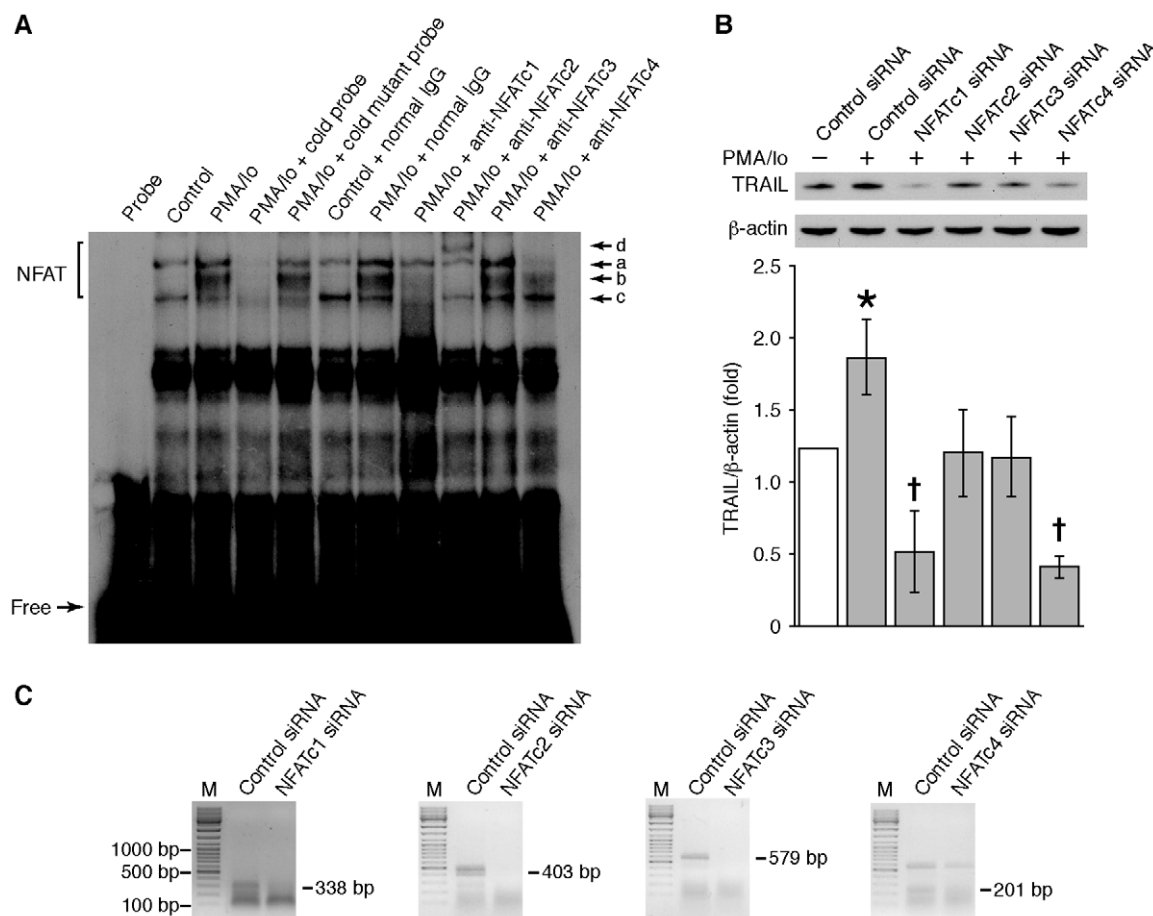 A
Probe
Control
PMA/Io
PMA/Io + cold probe
PMA/Io + cold mutant probe
Control + normal IgG
PMA/Io + normal IgG
PMA/Io + anti-NFATc1
PMA/Io + anti-NFATc2
PMA/Io + anti-NFATc3
PMA/Io + anti-NFATc4
NFAT
d
a
b
c
Free
B
Control siRNA
Control siRNA
NFATc1 siRNA
NFATc2 siRNA
NFATc3 siRNA
NFATc4 siRNA
PMA/Io − + + + + +
TRAIL
β-actin
TRAIL/β-actin (fold)
2.5
2.0
1.5
1.0
0.5
0
*
†
†
C
M
Control siRNA
NFATc1 siRNA
1000 bp
500 bp
100 bp
338 bp
M
Control siRNA
NFATc2 siRNA
403 bp
M
Control siRNA
NFATc3 siRNA
579 bp
M
Control siRNA
NFATc4 siRNA
201 bp